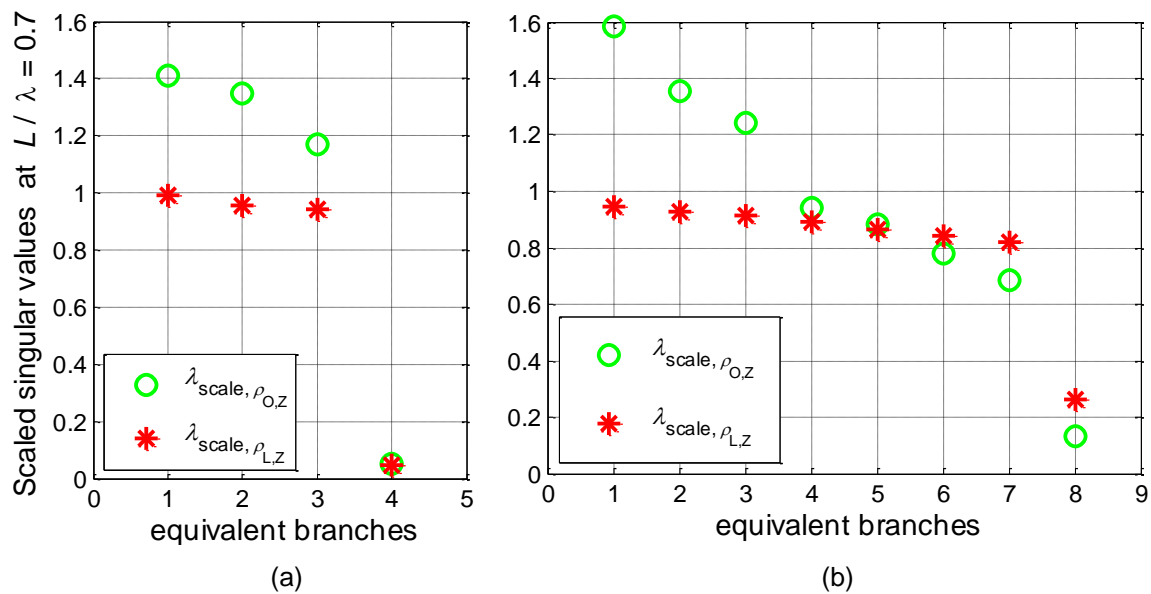 Scaled singular values at L / λ = 0.7
1.6
1.4
1.2
1
0.8
0.6
0.4
0.2
0
0 1 2 3 4 5
λscale, ρO,Z
λscale, ρL,Z
equivalent branches
(a)
1.6
1.4
1.2
1
0.8
0.6
0.4
0.2
0
0 1 2 3 4 5 6 7 8 9
λscale, ρO,Z
λscale, ρL,Z
equivalent branches
(b)